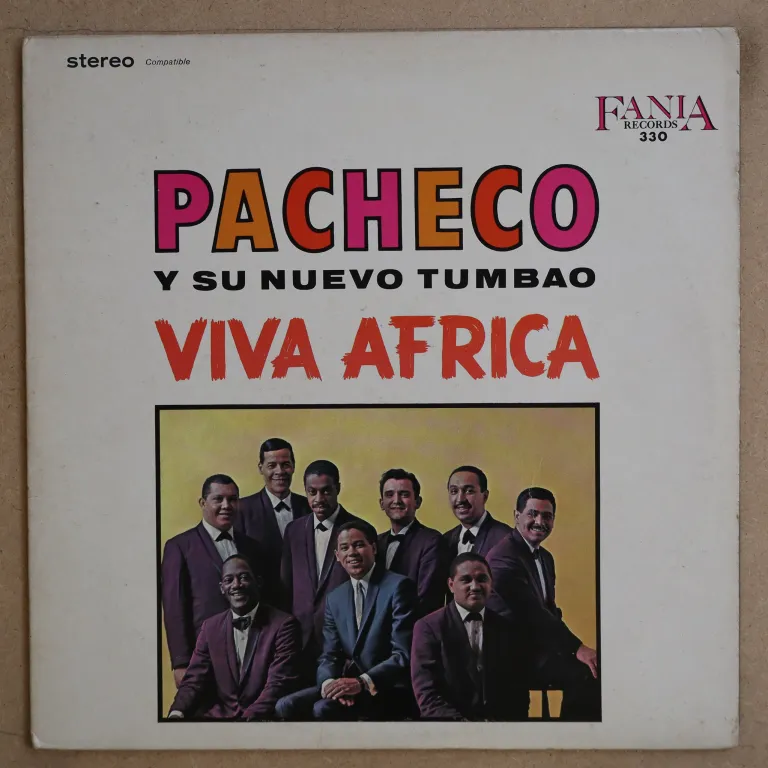 stereo Compatible
FANIA
RECORDS
330
PACHECO
Y SU NUEVO TUMBAO
VIVA AFRICA